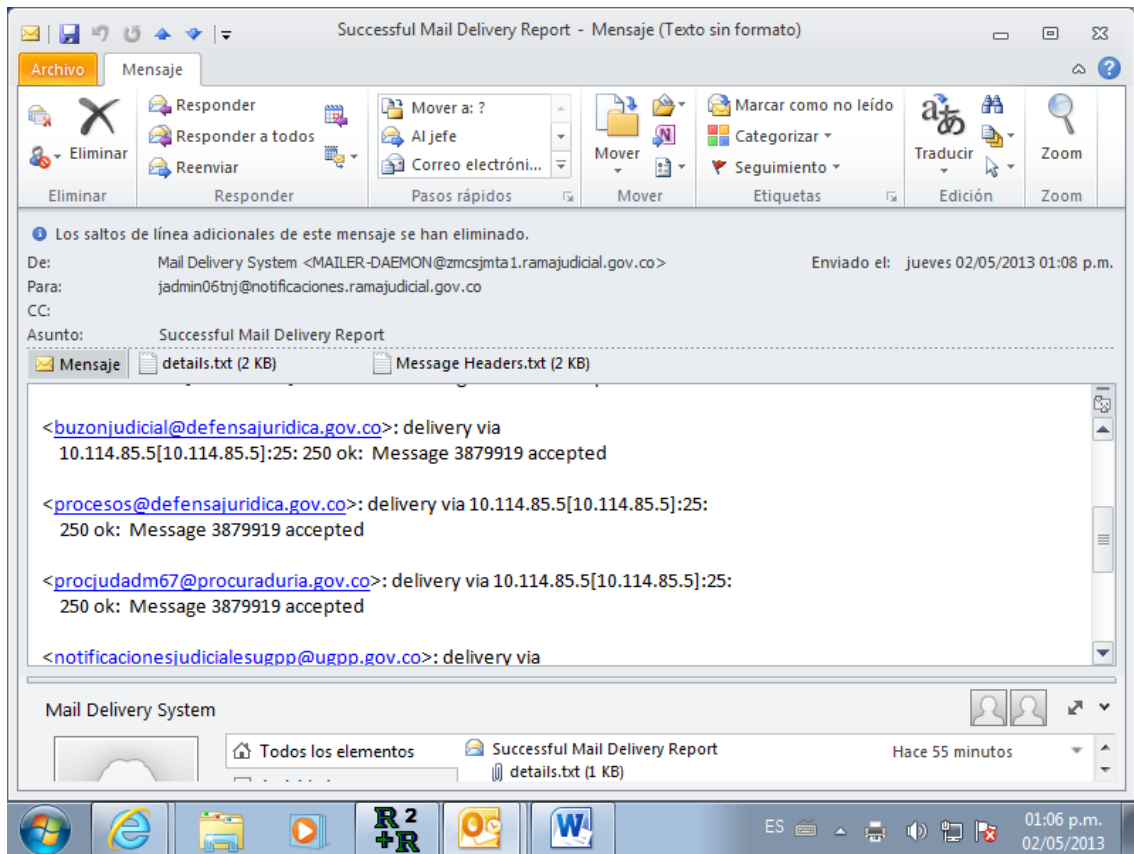 Successful Mail Delivery Report - Mensaje (Texto sin formato)
Archivo Mensaje
Eliminar
Responder
Responder a todos
Reenviar
Mover a: ?
Al jefe
Correo electróni...
Mover
Marcar como no leído
Categorizar
Seguimiento
Traducir
Zoom
Eliminar Responder Pasos rápidos Mover Etiquetas Edición Zoom
Los saltos de línea adicionales de este mensaje se han eliminado.
De: Mail Delivery System <MAILER-DAEMON@zmcsjmta1.ramajudicial.gov.co> Enviado el: jueves 02/05/2013 01:08 p.m.
Para: jadmin06tnj@notificaciones.ramajudicial.gov.co
CC:
Asunto: Successful Mail Delivery Report
Mensaje details.txt (2 KB) Message Headers.txt (2 KB)
<buzonjudicial@defensajuridica.gov.co>: delivery via
10.114.85.5[10.114.85.5]:25: 250 ok: Message 3879919 accepted
<procesos@defensajuridica.gov.co>: delivery via 10.114.85.5[10.114.85.5]:25:
250 ok: Message 3879919 accepted
<procjudadm67@procuraduria.gov.co>: delivery via 10.114.85.5[10.114.85.5]:25:
250 ok: Message 3879919 accepted
<notificacionesjudicialesugpp@ugpp.gov.co>: delivery via
Mail Delivery System
Todos los elementos Successful Mail Delivery Report Hace 55 minutos
details.txt (1 KB)
R 2
+R
ES 01:06 p.m.
02/05/2013